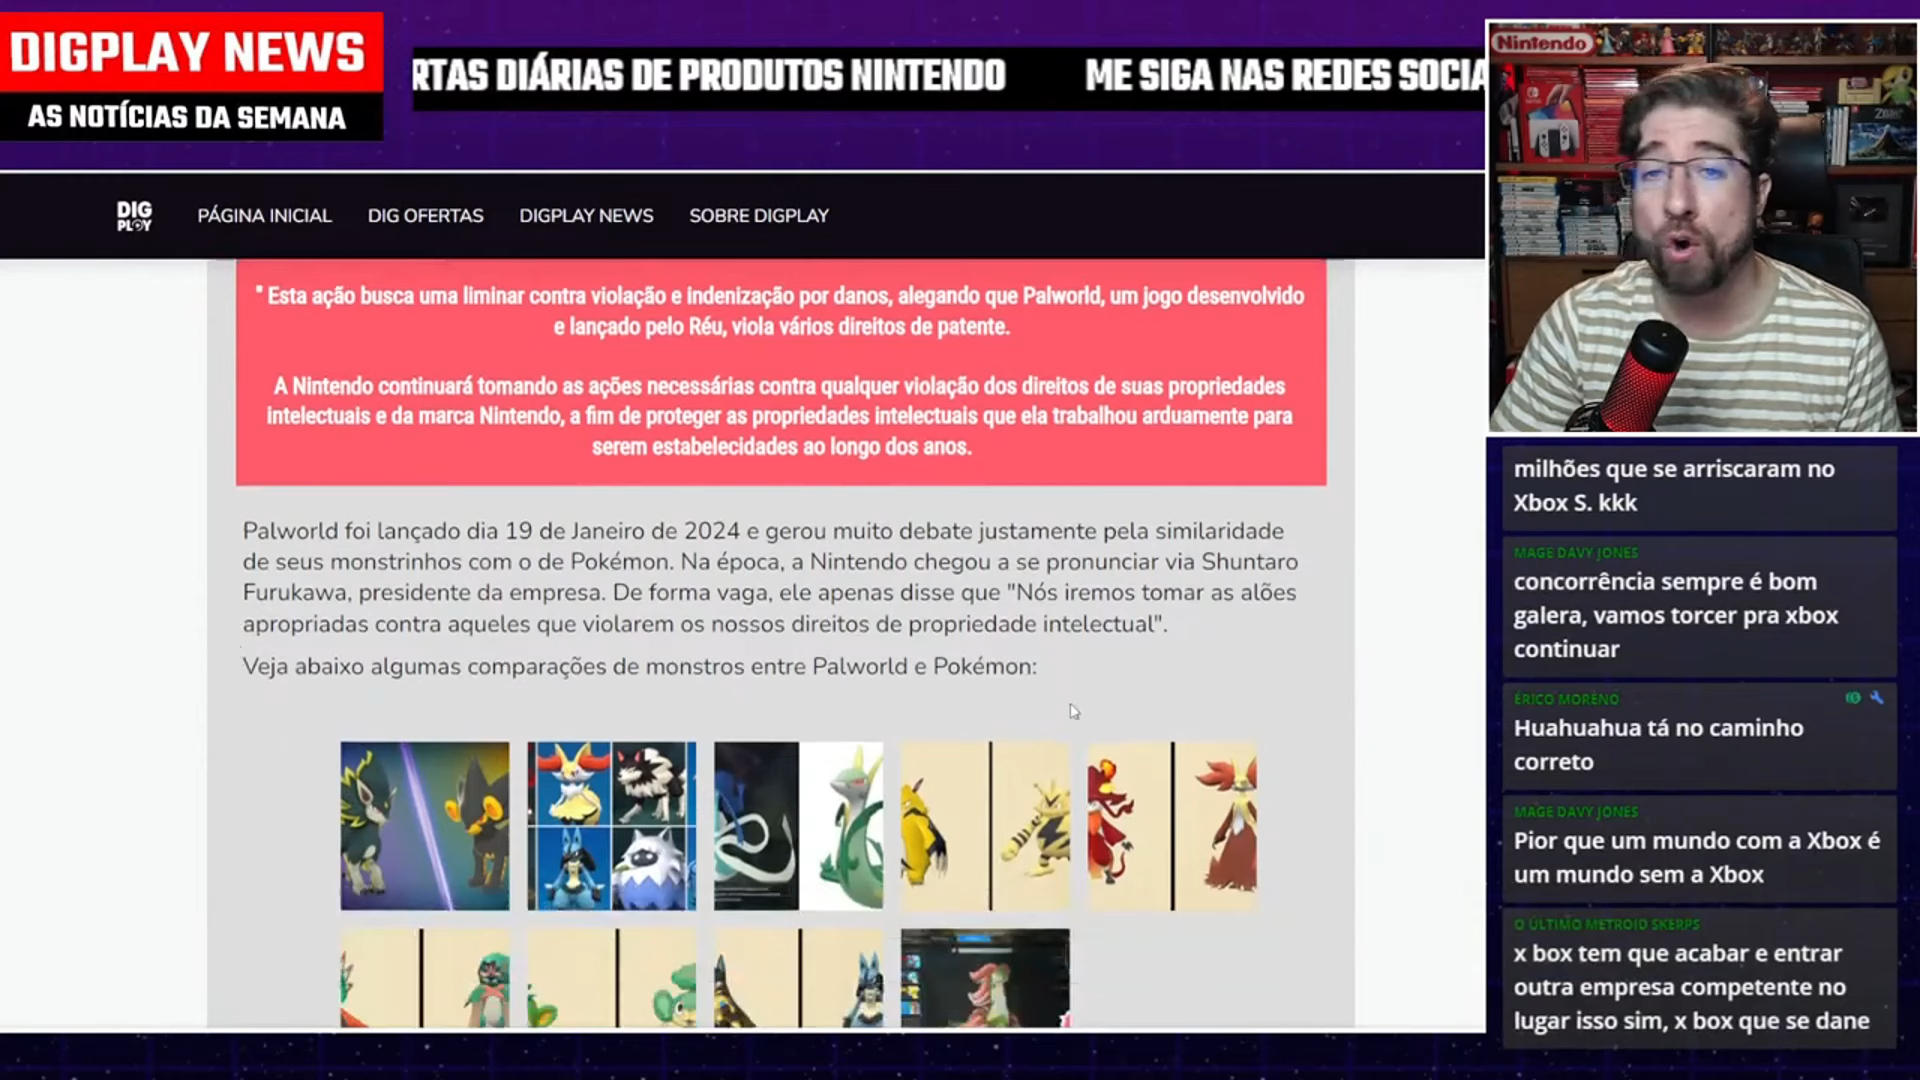 DIGPLAY NEWS
AS NOTÍCIAS DA SEMANA
RTAS DIÁRIAS DE PRODUTOS NINTENDO ME SIGA NAS REDES SOCIA
Nintendo
DIG
PLAY
PÁGINA INICIAL
DIG OFERTAS
DIGPLAY NEWS
SOBRE DIGPLAY
" Esta ação busca uma liminar contra violação e indenização por danos, alegando que Palworld, um jogo desenvolvido
e lançado pelo Réu, viola vários direitos de patente.
A Nintendo continuará tomando as ações necessárias contra qualquer violação dos direitos de suas propriedades
intelectuais e da marca Nintendo, a fim de proteger as propriedades intelectuais que ela trabalhou arduamente para
serem estabelecidades ao longo dos anos.
Palworld foi lançado dia 19 de Janeiro de 2024 e gerou muito debate justamente pela similaridade
de seus monstrinhos com o de Pokémon. Na época, a Nintendo chegou a se pronunciar via Shuntaro
Furukawa, presidente da empresa. De forma vaga, ele apenas disse que "Nós iremos tomar as alões
apropriadas contra aqueles que violarem os nossos direitos de propriedade intelectual".
Veja abaixo algumas comparações de monstros entre Palworld e Pokémon:
milhões que se arriscaram no
Xbox S. kkk
MAGE DAVY JONES
concorrência sempre é bom
galera, vamos torcer pra xbox
continuar
ÉRICO MORENO
Huahuahua tá no caminho
correto
MAGE DAVY JONES
Pior que um mundo com a Xbox é
um mundo sem a Xbox
O ÚLTIMO METROID SKERPS
x box tem que acabar e entrar
outra empresa competente no
lugar isso sim, x box que se dane